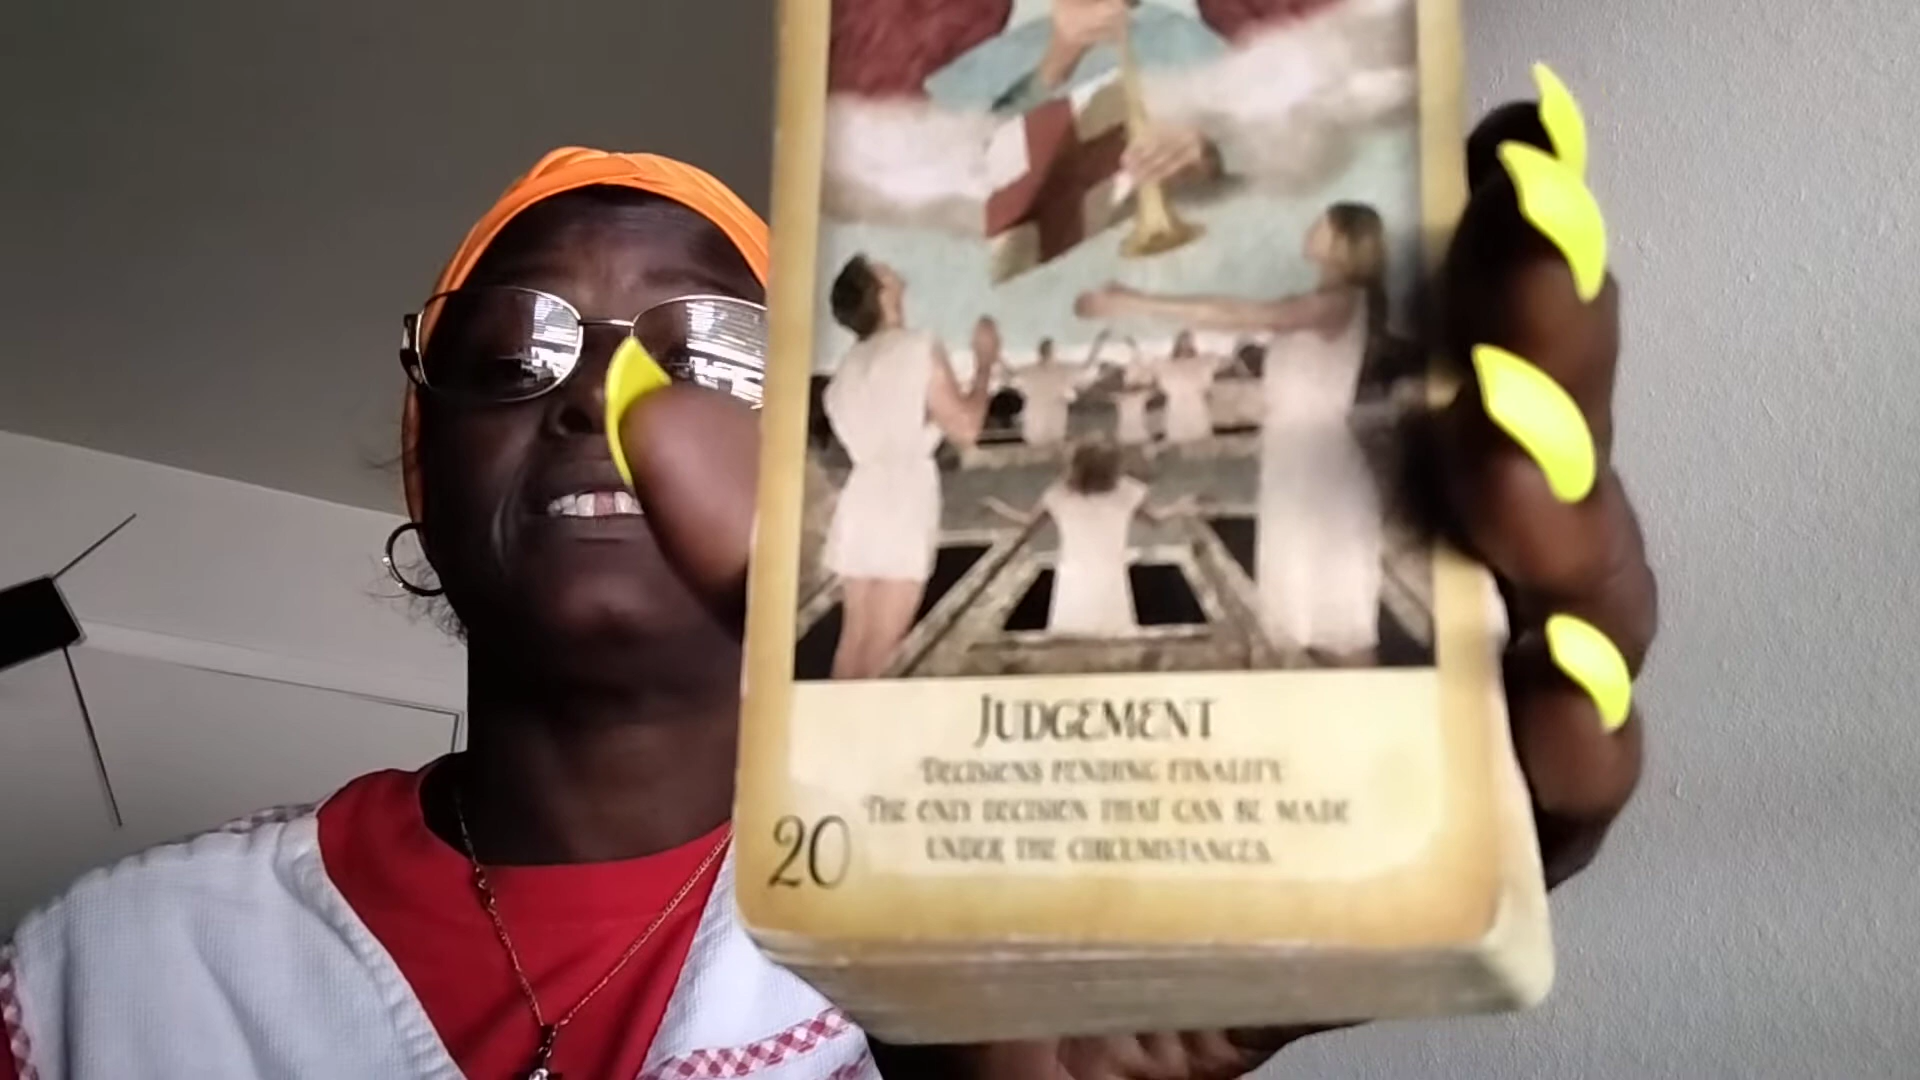 JUDGEMENT
DECISIONS PENDING FINALITY
THE ONLY DECISION THAT CAN BE MADE
UNDER THE CIRCUMSTANCES.
20